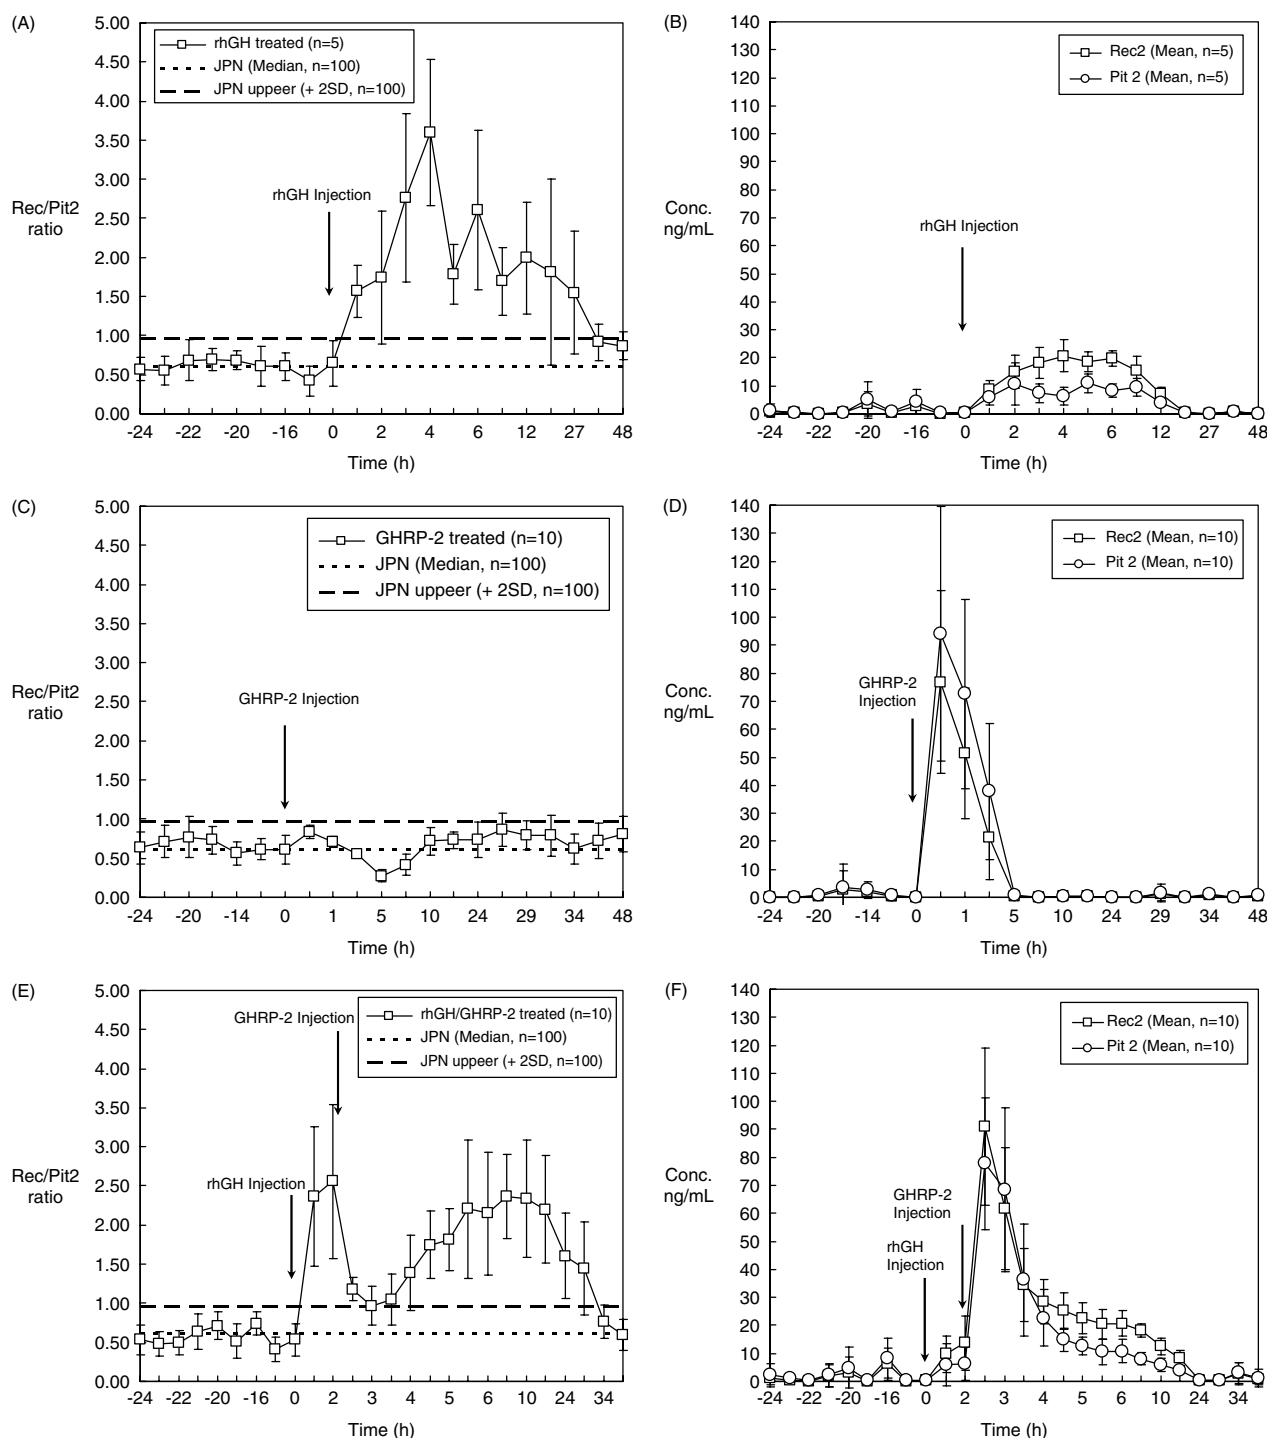 (A)
5.00
4.50
4.00
3.50
3.00
2.50
2.00
1.50
1.00
0.50
0.00
Rec/Pit2
ratio
rhGH treated (n=5)
JPN (Median, n=100)
JPN uppeer (+ 2SD, n=100)
rhGH Injection
-24 -22 -20 -16 0 2 4 6 12 27 48
Time (h)
(B)
140
130
120
110
100
90
80
70
60
50
40
30
20
10
0
Conc.
ng/mL
Rec2 (Mean, n=5)
Pit 2 (Mean, n=5)
rhGH Injection
-24 -22 -20 -16 0 2 4 6 12 27 48
Time (h)
(C)
5.00
4.50
4.00
3.50
3.00
2.50
2.00
1.50
1.00
0.50
0.00
Rec/Pit2
ratio
GHRP-2 treated (n=10)
JPN (Median, n=100)
JPN uppeer (+ 2SD, n=100)
GHRP-2 Injection
-24 -20 -14 0 1 5 10 24 29 34 48
Time (h)
(D)
140
130
120
110
100
90
80
70
60
50
40
30
20
10
0
Conc.
ng/mL
Rec2 (Mean, n=10)
Pit 2 (Mean, n=10)
GHRP-2
Injection
-24 -20 -14 0 1 5 10 24 29 34 48
Time (h)
(E)
5.00
4.50
4.00
3.50
3.00
2.50
2.00
1.50
1.00
0.50
0.00
Rec/Pit2
ratio
rhGH/GHRP-2 treated (n=10)
JPN (Median, n=100)
JPN uppeer (+ 2SD, n=100)
GHRP-2 Injection
rhGH Injection
-24 -22 -20 -16 0 2 3 4 5 6 10 24 34
Time (h)
(F)
140
130
120
110
100
90
80
70
60
50
40
30
20
10
0
Conc.
ng/mL
Rec2 (Mean, n=10)
Pit 2 (Mean, n=10)
GHRP-2
Injection
rhGH
Injection
-24 -22 -20 -16 0 2 3 4 5 6 10 24 34
Time (h)